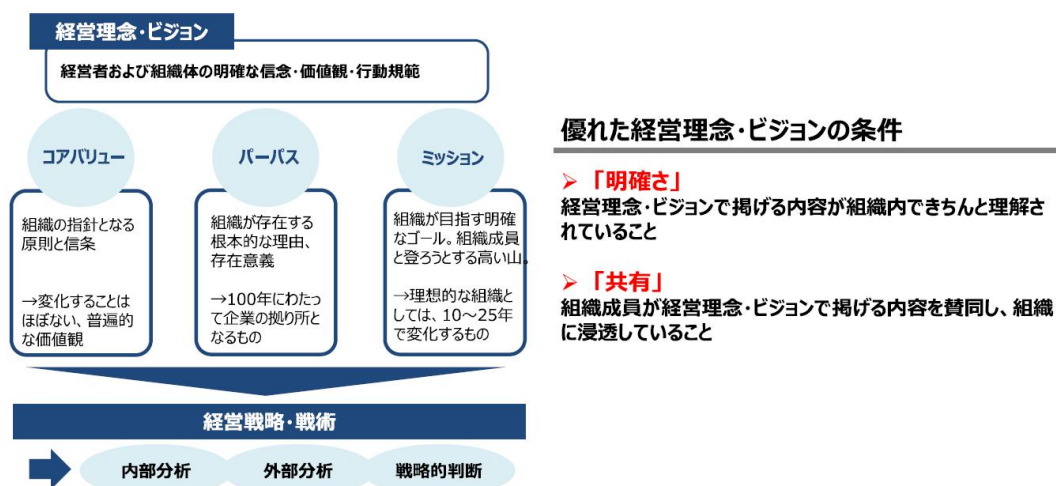 経営理念・ビジョン
経営者および組織体の明確な信念・価値観・行動規範
コアバリュー
組織の指針となる
原則と信条
→変化することは
ほぼない、普遍的
な価値観
パーパス
組織が存在する
根本的な理由、
存在意義
→100年にわたっ
て企業の拠り所と
なるもの
ミッション
組織が目指す明確
なゴール。組織成員
と登ろうとする高い山。
→理想的な組織と
しては、10～25年
で変化するもの
経営戦略・戦術
内部分析
外部分析
戦略的判断
優れた経営理念・ビジョンの条件
➢「明確さ」
経営理念・ビジョンで掲げる内容が組織内できちんと理解さ
れていること
➢「共有」
組織成員が経営理念・ビジョンで掲げる内容を賛同し、組織
に浸透していること